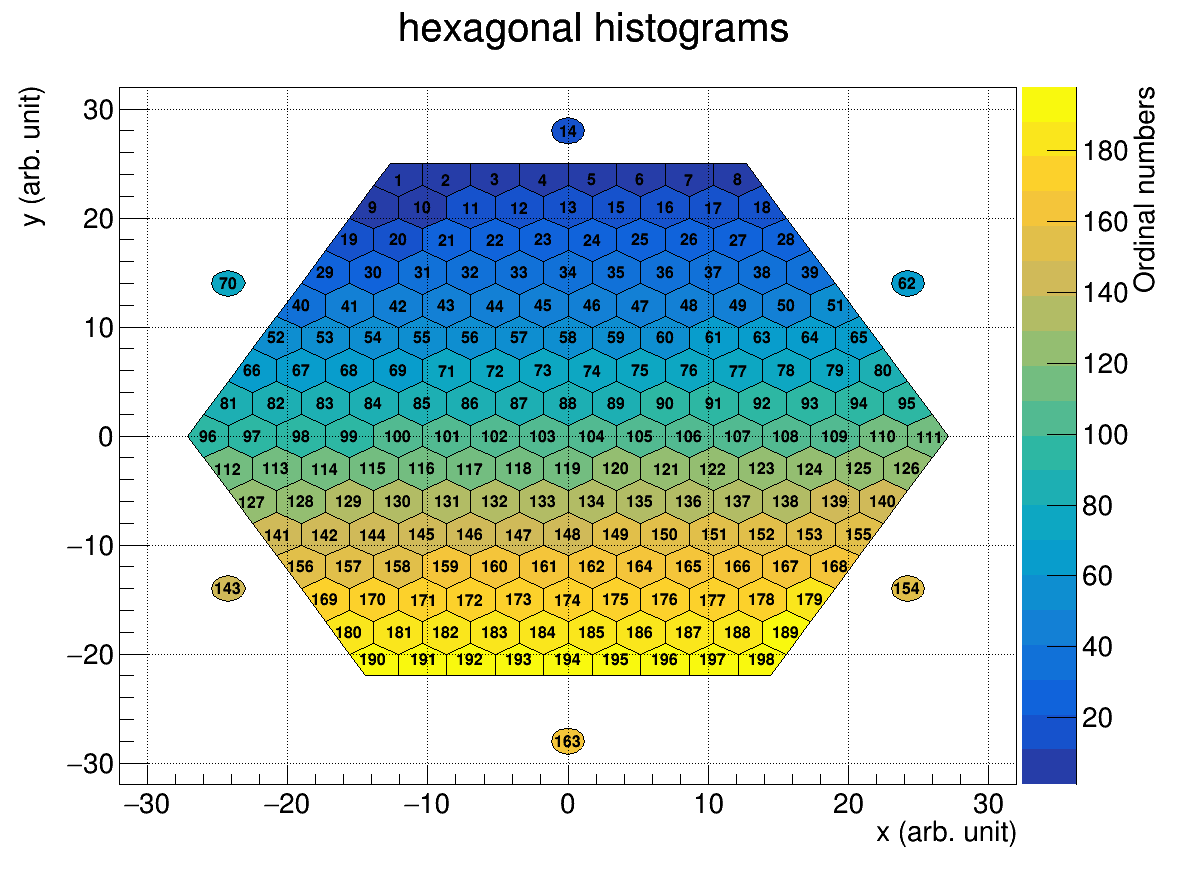 hexagonal histograms
y (arb. unit)
30
20
10
0
−10
−20
−30
14
1 2 3 4 5 6 7 8
9 10 11 12 13 15 16 17 18
19 20 21 22 23 24 25 26 27 28
29 30 31 32 33 34 35 36 37 38 39
70
62
40 41 42 43 44 45 46 47 48 49 50 51
52 53 54 55 56 57 58 59 60 61 63 64 65
66 67 68 69 71 72 73 74 75 76 77 78 79 80
81 82 83 84 85 86 87 88 89 90 91 92 93 94 95
96 97 98 99 100 101 102 103 104 105 106 107 108 109 110 111
112 113 114 115 116 117 118 119 120 121 122 123 124 125 126
127 128 129 130 131 132 133 134 135 136 137 138 139 140
141 142 144 145 146 147 148 149 150 151 152 153 155
156 157 158 159 160 161 162 164 165 166 167 168
143
154
169 170 171 172 173 174 175 176 177 178 179
180 181 182 183 184 185 186 187 188 189
190 191 192 193 194 195 196 197 198
163
−30 −20 −10 0 10 20 30
x (arb. unit)
Ordinal numbers
180
160
140
120
100
80
60
40
20